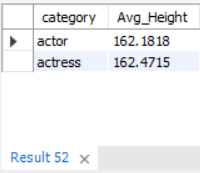 category Avg_Height
actor 162.1818
actress 162.4715
Result 52 ×